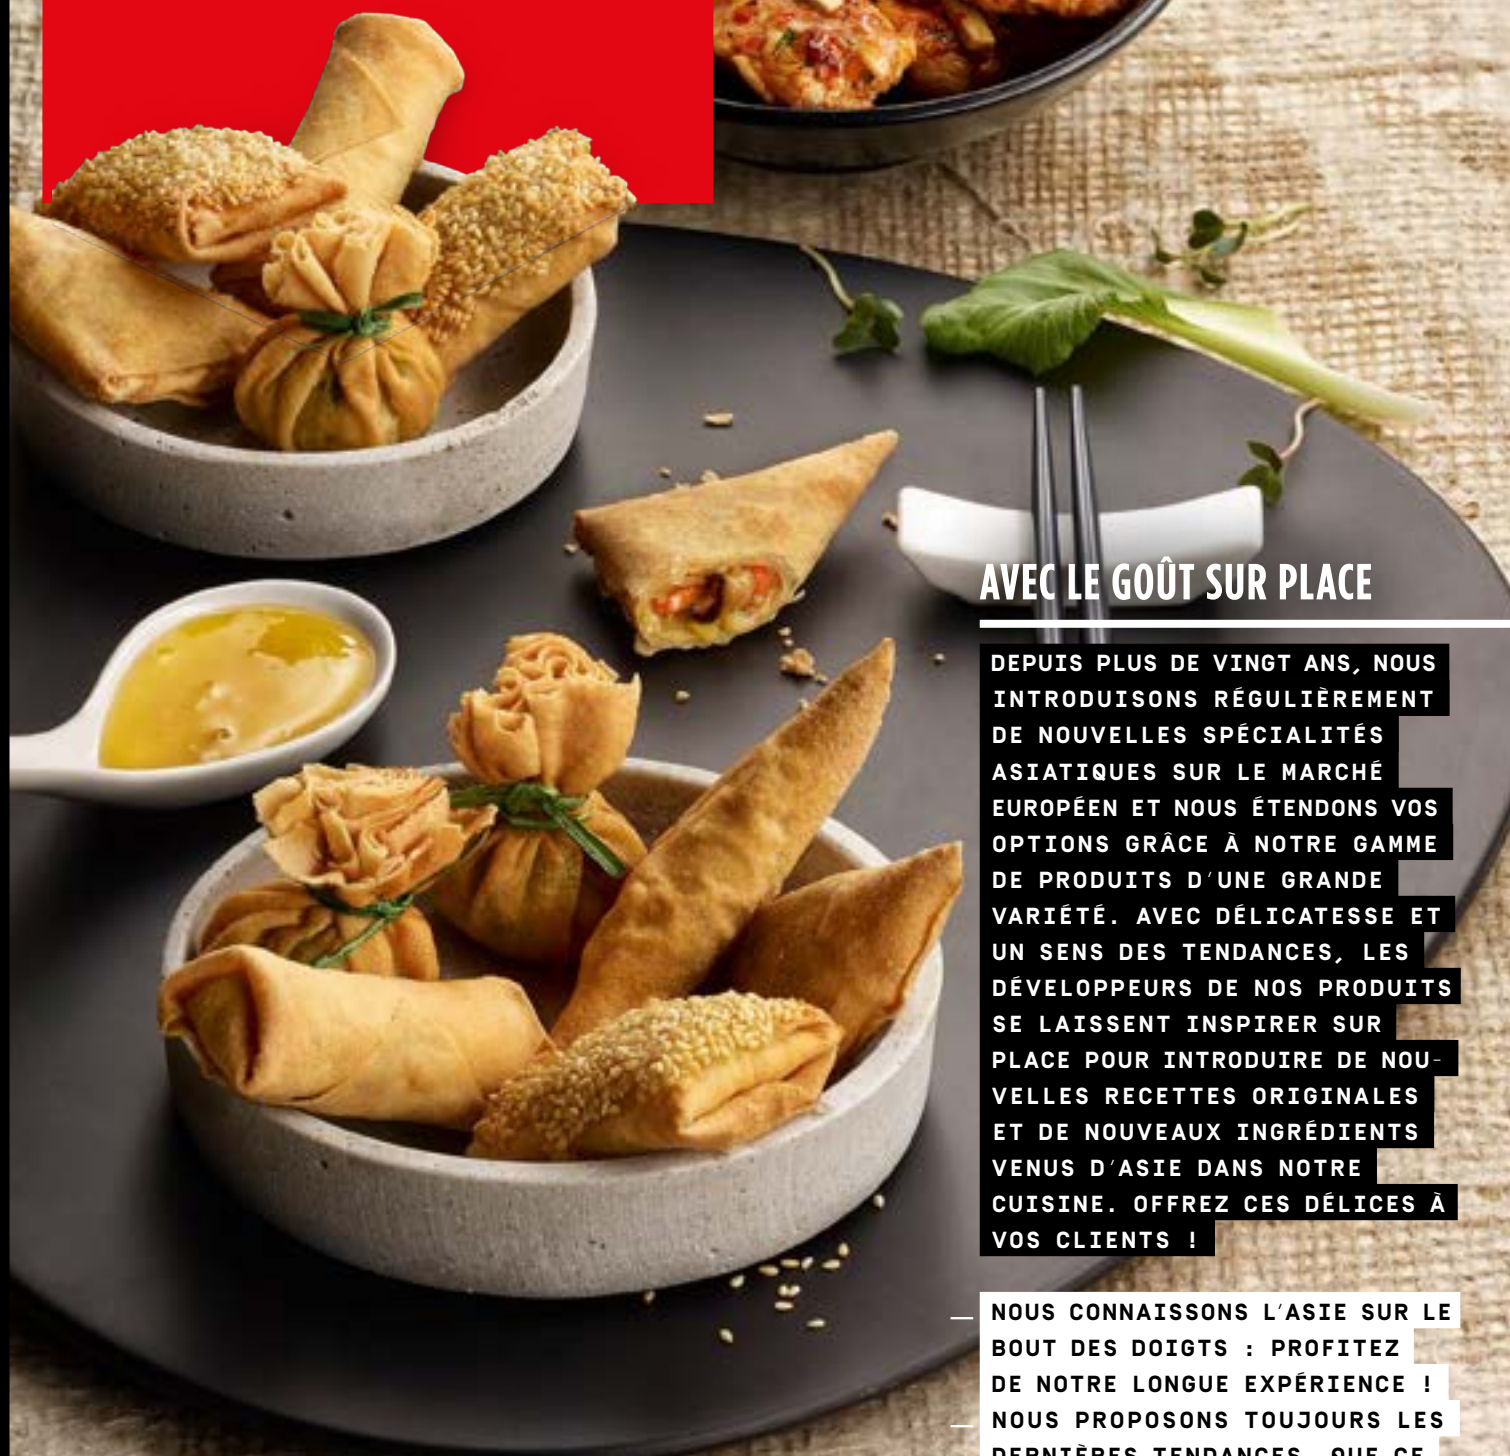 AVEC LE GOÛT SUR PLACE
DEPUIS PLUS DE VINGT ANS, NOUS
INTRODUISONS RÉGULIÈREMENT
DE NOUVELLES SPÉCIALITÉS
ASIATIQUES SUR LE MARCHÉ
EUROPÉEN ET NOUS ÉTENDONS VOS
OPTIONS GRÂCE À NOTRE GAMME
DE PRODUITS D'UNE GRANDE
VARIÉTÉ. AVEC DÉLICATESSE ET
UN SENS DES TENDANCES, LES
DÉVELOPPEURS DE NOS PRODUITS
SE LAISSENT INSPIRER SUR
PLACE POUR INTRODUIRE DE NOU-
VELLES RECETTES ORIGINALES
ET DE NOUVEAUX INGRÉDIENTS
VENUS D'ASIE DANS NOTRE
CUISINE. OFFREZ CES DÉLICES À
VOS CLIENTS !
— NOUS CONNAISSONS L'ASIE SUR LE
BOUT DES DOIGTS : PROFITEZ
DE NOTRE LONGUE EXPÉRIENCE !
— NOUS PROPOSONS TOUJOURS LES
DERNIÈRES TENDANCES, QUE CE